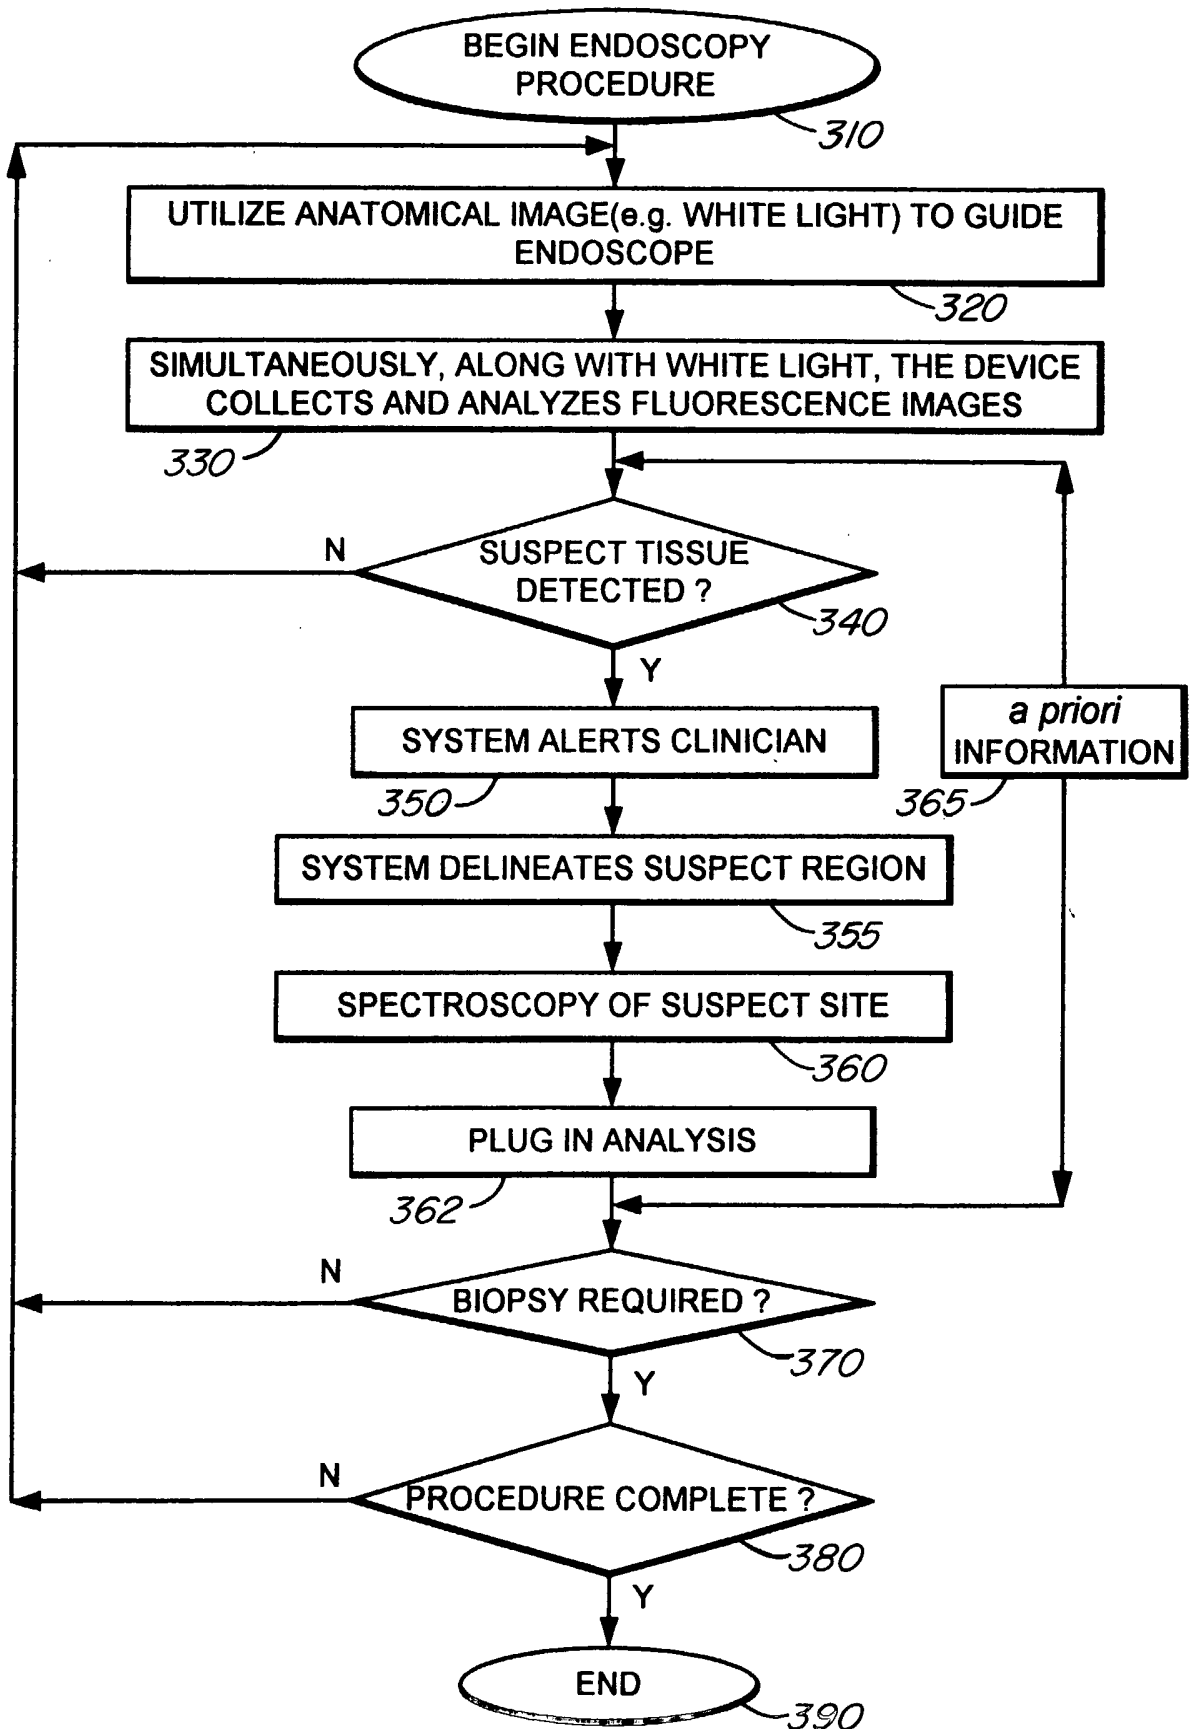 BEGIN ENDOSCOPY
PROCEDURE
310
UTILIZE ANATOMICAL IMAGE(e.g. WHITE LIGHT) TO GUIDE
ENDOSCOPE
320
SIMULTANEOUSLY, ALONG WITH WHITE LIGHT, THE DEVICE
COLLECTS AND ANALYZES FLUORESCENCE IMAGES
330
N
SUSPECT TISSUE
DETECTED ?
340
Y
SYSTEM ALERTS CLINICIAN
350
a priori
INFORMATION
365
SYSTEM DELINEATES SUSPECT REGION
355
SPECTROSCOPY OF SUSPECT SITE
360
PLUG IN ANALYSIS
362
N
BIOPSY REQUIRED ?
370
Y
N
PROCEDURE COMPLETE ?
380
Y
END
390